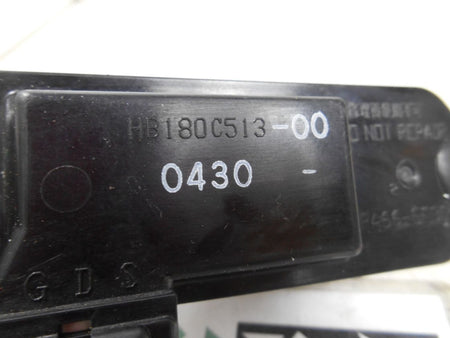 HB180C513-00
DO NOT REPAIR
0430 -
G D S